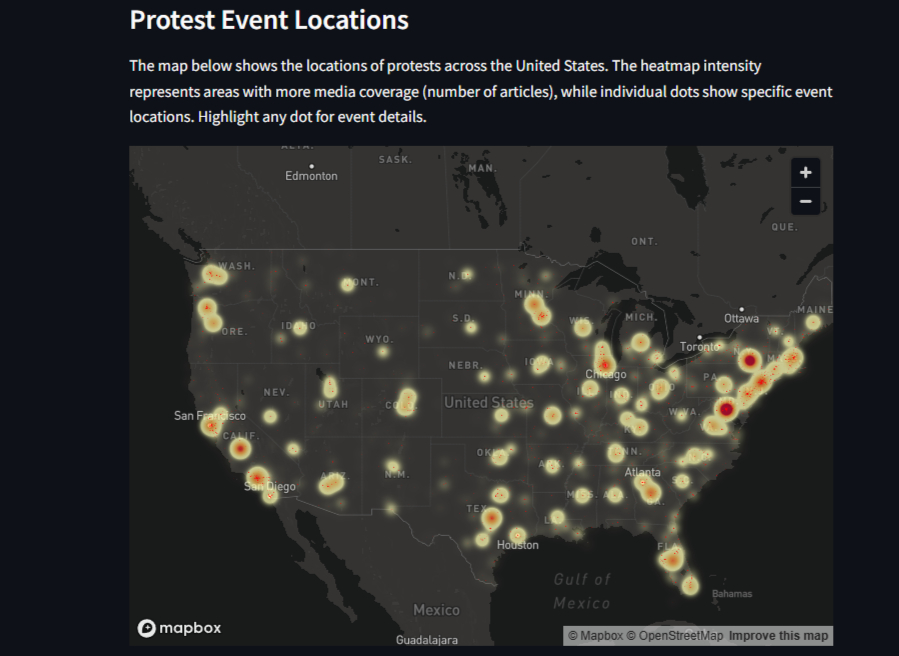 Protest Event Locations
The map below shows the locations of protests across the United States. The heatmap intensity
represents areas with more media coverage (number of articles), while individual dots show specific event
locations. Highlight any dot for event details.
SASK.
Edmonton
MAN.
+
−
QUE.
ONT.
WASH.
MONT.
N.D.
MINN.
MAINE
Ottawa
S.D.
WIS.
MICH.
ORE.
IDAHO
VT.
WYO.
Toronto
NEBR.
IOWA
Chicago
PA.
NEV.
UTAH
United States
San Francisco
W.VA.
CALIF.
OKLA.
ARIZ.
N.M.
Atlanta
San Diego
MISS.
ALA.
GA.
TEX.
LA.
Houston
FLA.
Gulf of
Mexico
Bahamas
Mexico
mapbox
Guadalajara
© Mapbox © OpenStreetMap Improve this map